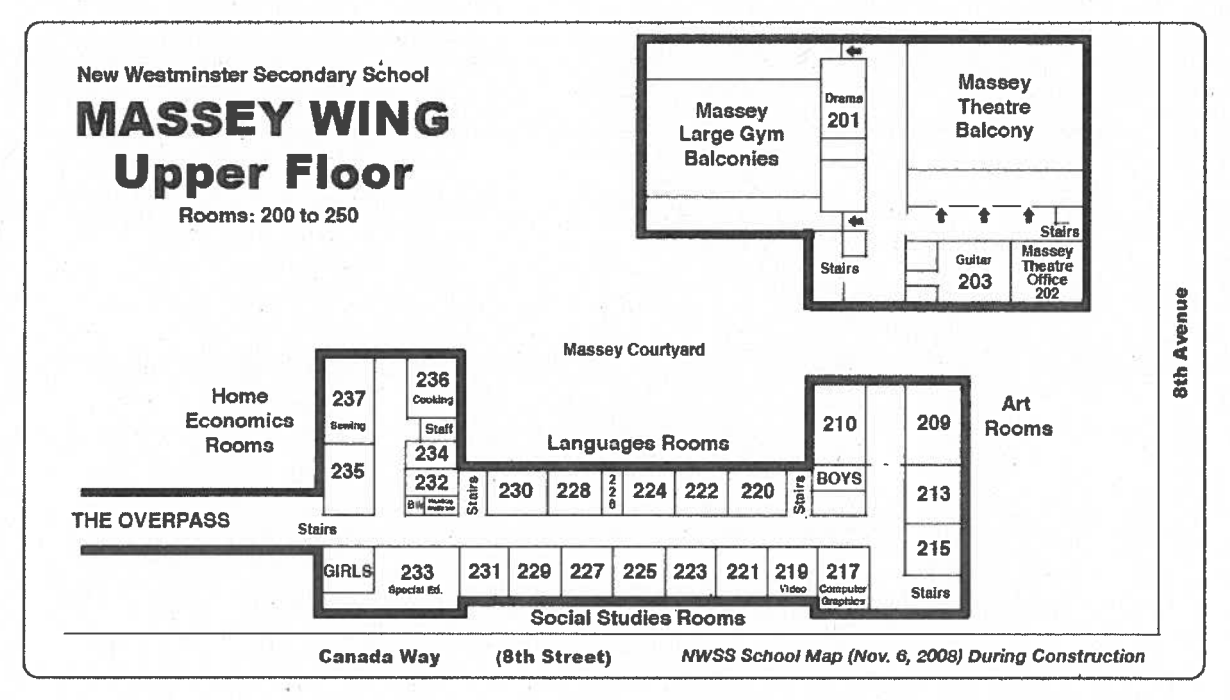 New Westminster Secondary School
MASSEY WING
Upper Floor
Rooms: 200 to 250
Massey
Large Gym
Balconies
Drama
201
Massey
Theatre
Balcony
Stairs
Stairs
Guitar
203
Massey
Theatre
Office
202
8th Avenue
Massey Courtyard
Home
Economics
Rooms
237
Sewing
235
236
Cooking
Staff
234
232
Languages Rooms
Stairs
230
228
226
224
222
220
Stairs
210
BOYS
209
213
215
Stairs
Art
Rooms
THE OVERPASS
Stairs
GIRLS
233
Special Ed.
231
229
227
225
223
221
219
Video
217
Computer
Graphics
Social Studies Rooms
Canada Way (8th Street) NWSS School Map (Nov. 6, 2008) During Construction